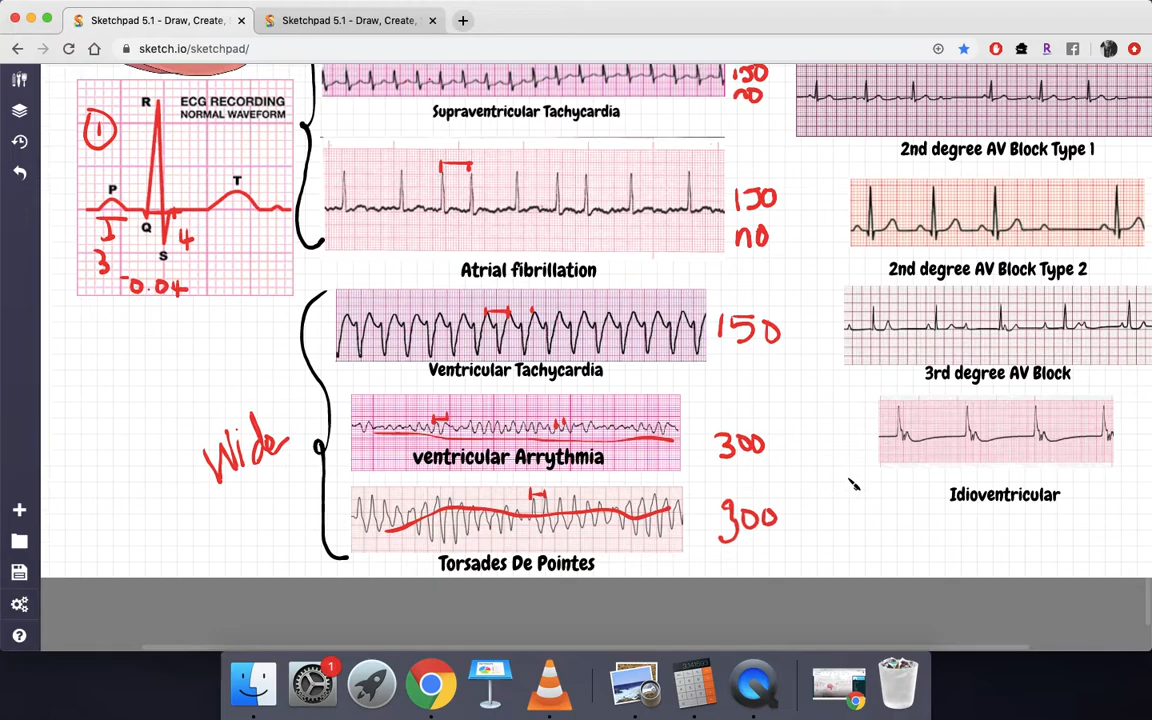 Sketchpad 5.1 - Draw, Create,
Sketchpad 5.1 - Draw, Create,
sketch.io/sketchpad/
R
ECG RECORDING
NORMAL WAVEFORM
1
P
T
Q
S
4
3
-0.04
150
no
Supraventricular Tachycardia
150
no
Atrial fibrillation
150
Ventricular Tachycardia
Wider
300
ventricular Arrythmia
300
Torsades De Pointes
2nd degree AV Block Type 1
2nd degree AV Block Type 2
3rd degree AV Block
Idioventricular
1